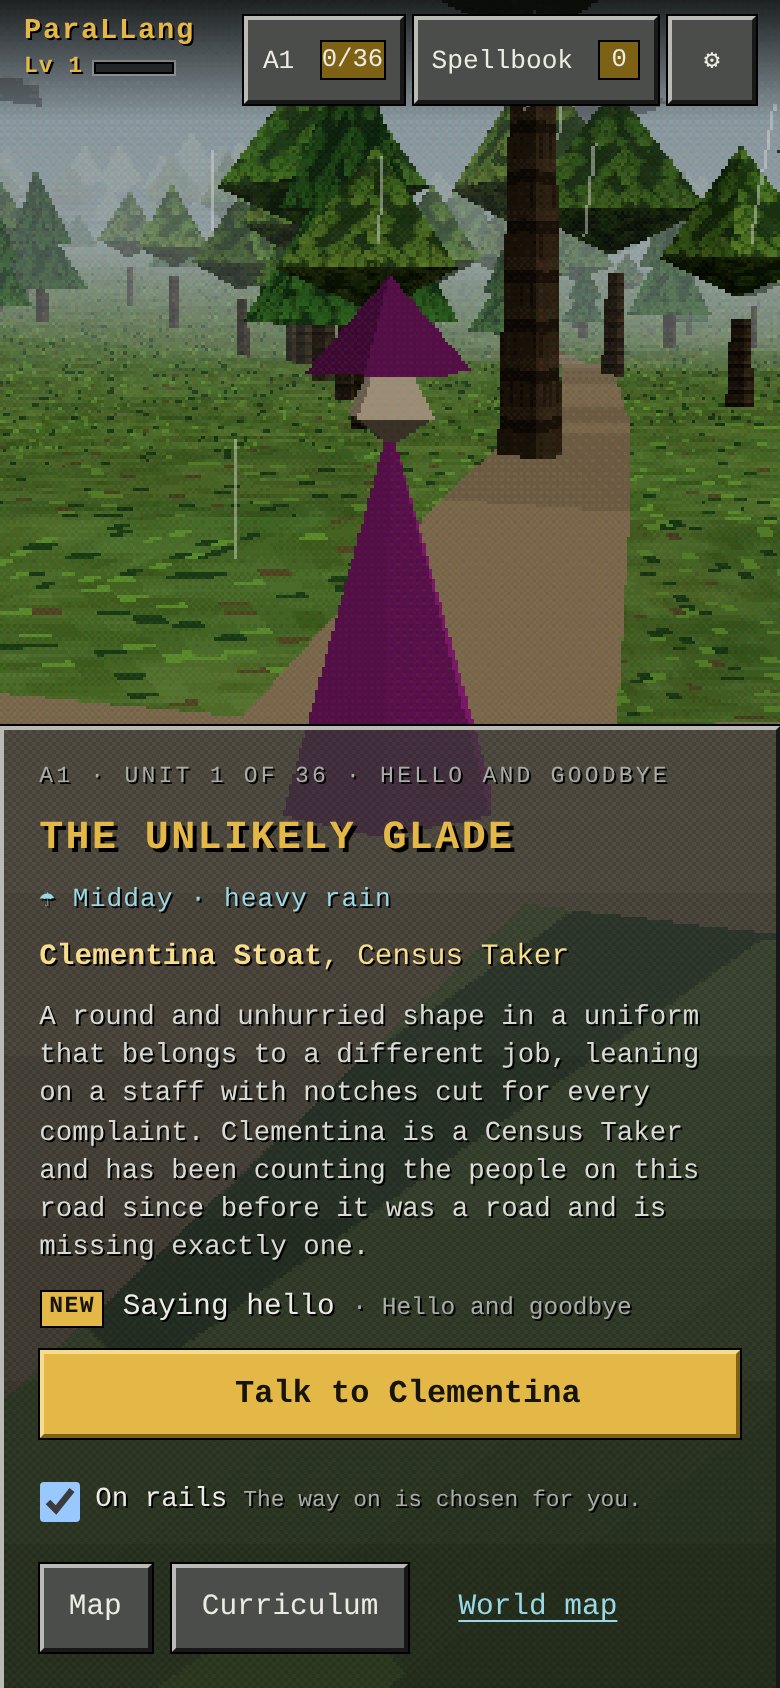 ParaLLang
Lv 1
A1 0/36
Spellbook 0
⚙
A1 · UNIT 1 OF 36 · HELLO AND GOODBYE
THE UNLIKELY GLADE
☂ Midday · heavy rain
Clementina Stoat, Census Taker
A round and unhurried shape in a uniform
that belongs to a different job, leaning
on a staff with notches cut for every
complaint. Clementina is a Census Taker
and has been counting the people on this
road since before it was a road and is
missing exactly one.
NEW Saying hello · Hello and goodbye
Talk to Clementina
On rails The way on is chosen for you.
Map Curriculum World map